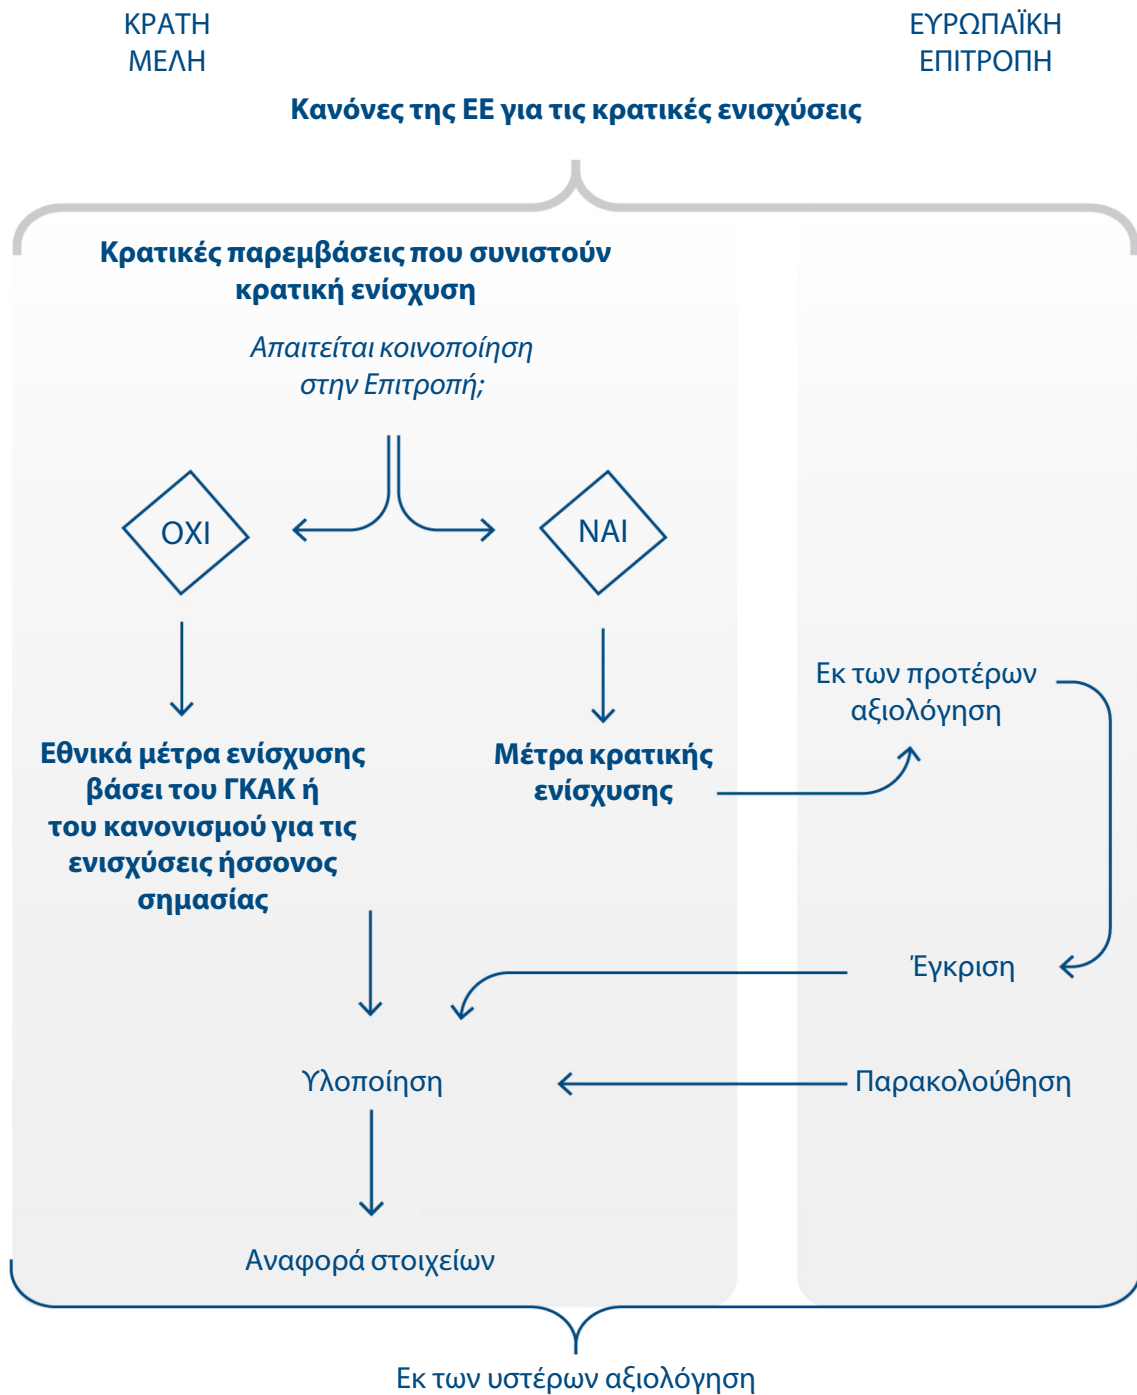 ΚΡΑΤΗ
ΜΕΛΗ
ΕΥΡΩΠΑΪΚΗ
ΕΠΙΤΡΟΠΗ
Κανόνες της ΕΕ για τις κρατικές ενισχύσεις
Κρατικές παρεμβάσεις που συνιστούν
κρατική ενίσχυση
Απαιτείται κοινοποίηση
στην Επιτροπή;
ΟΧΙ
ΝΑΙ
Εθνικά μέτρα ενίσχυσης
βάσει του ΓΚΑΚ ή
του κανονισμού για τις
ενισχύσεις ήσσονος
σημασίας
Μέτρα κρατικής
ενίσχυσης
Εκ των προτέρων
αξιολόγηση
Έγκριση
Υλοποίηση
Παρακολούθηση
Αναφορά στοιχείων
Εκ των υστέρων αξιολόγηση